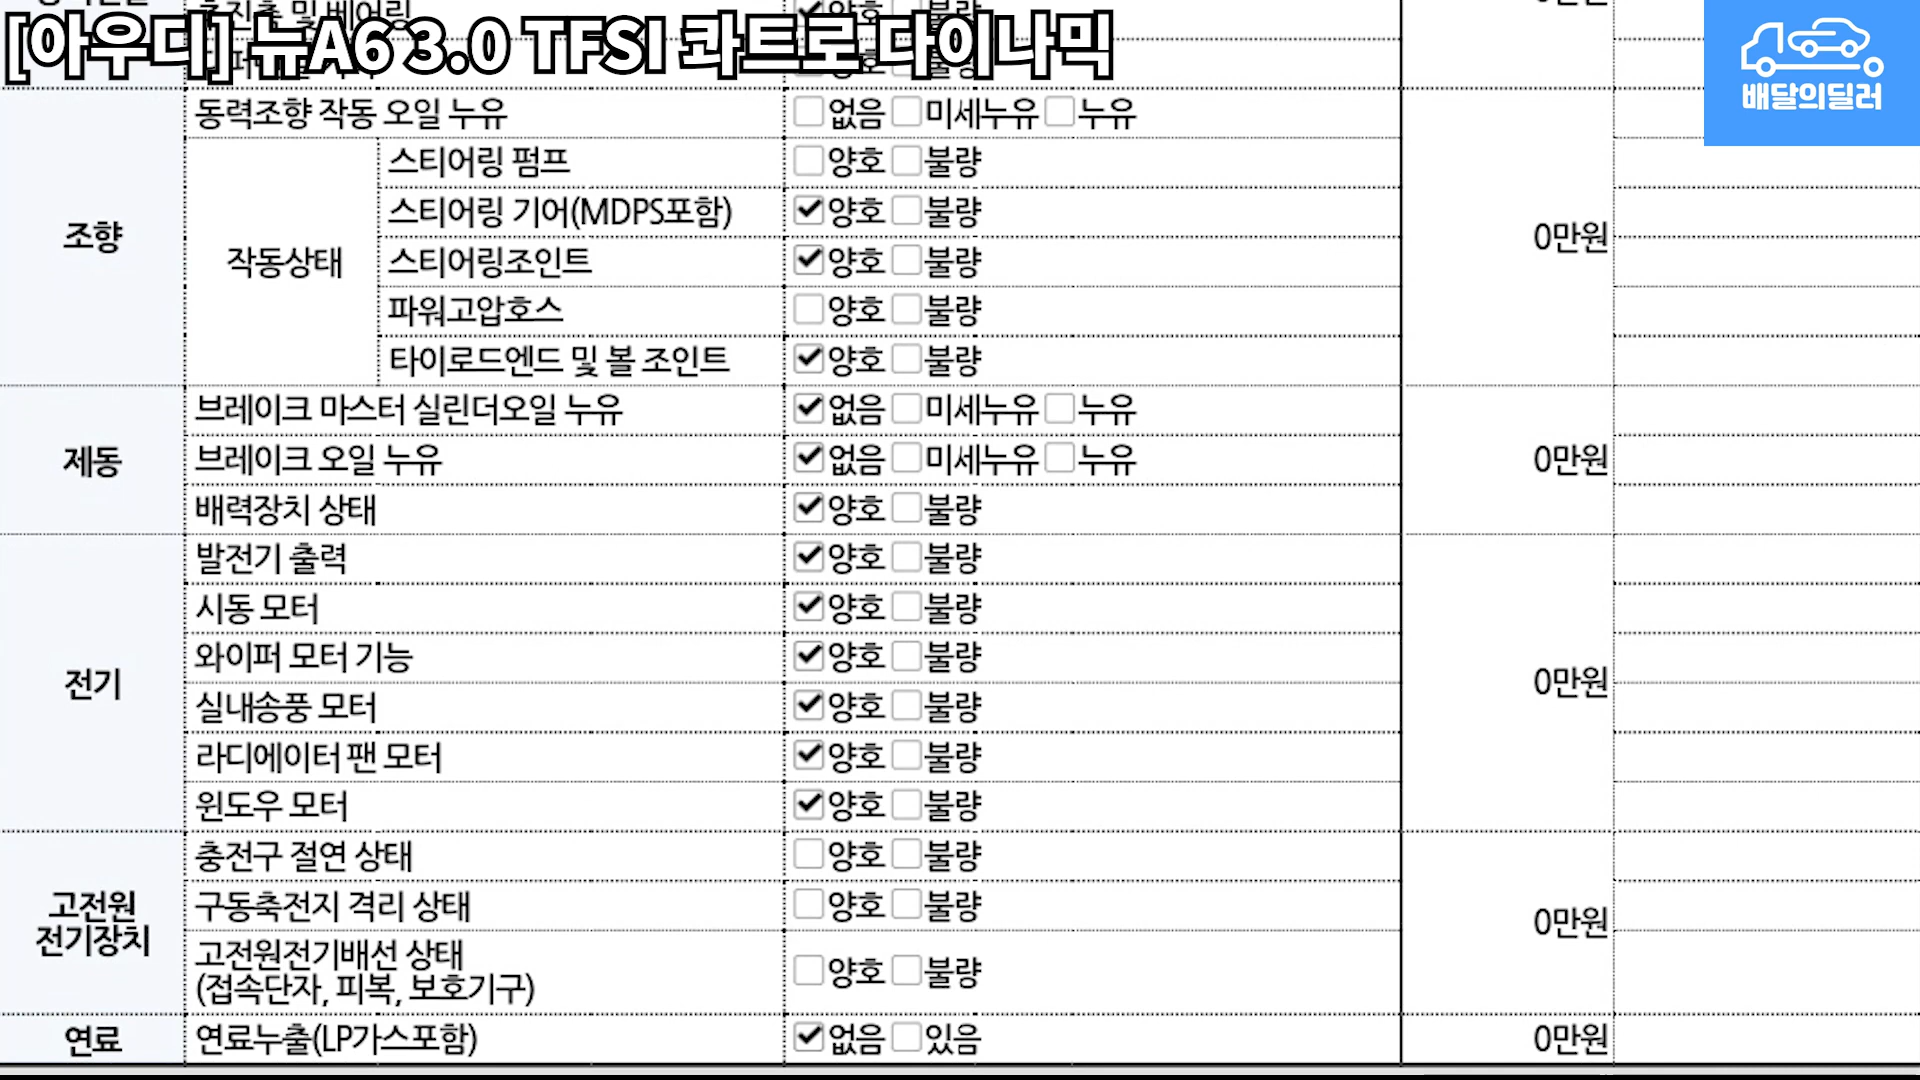 [아우디] 뉴A6 3.0 TFSI 콰트로 다이나믹
배달의딜러
동력조향 작동 오일 누유 없음 미세누유 누유
조향 작동상태 스티어링 펌프 양호 불량
스티어링 기어(MDPS포함) 양호 불량
스티어링조인트 양호 불량
파워고압호스 양호 불량
타이로드엔드 및 볼 조인트 양호 불량
0만원
제동 브레이크 마스터 실린더오일 누유 없음 미세누유 누유
브레이크 오일 누유 없음 미세누유 누유
배력장치 상태 양호 불량
0만원
전기 발전기 출력 양호 불량
시동 모터 양호 불량
와이퍼 모터 기능 양호 불량
실내송풍 모터 양호 불량
라디에이터 팬 모터 양호 불량
윈도우 모터 양호 불량
0만원
고전원
전기장치
충전구 절연 상태 양호 불량
구동축전지 격리 상태 양호 불량
고전원전기배선 상태
(접속단자, 피복, 보호기구) 양호 불량
0만원
연료 연료누출(LP가스포함) 없음 있음 0만원